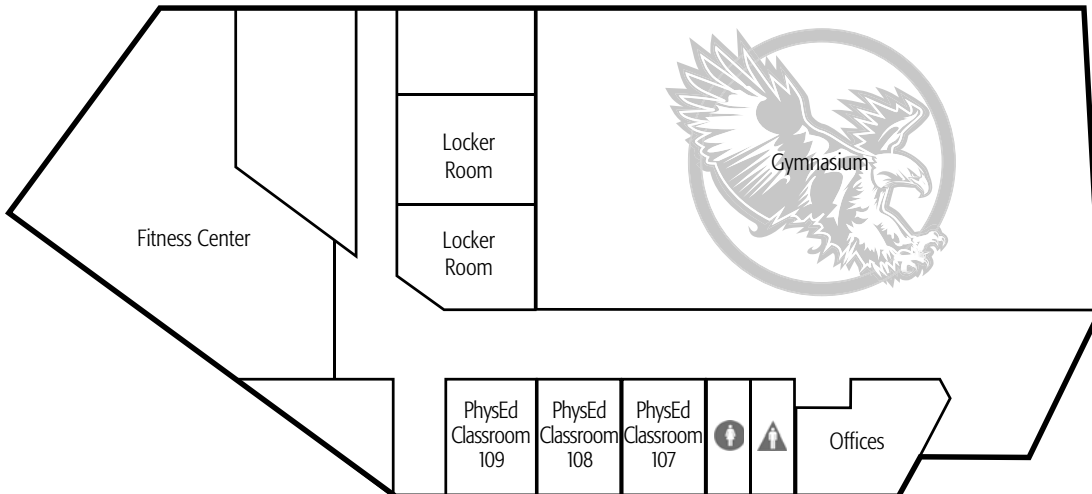 Locker
Room
Gymnasium
Fitness Center
Locker
Room
PhysEd
Classroom
109
PhysEd
Classroom
108
PhysEd
Classroom
107
Offices